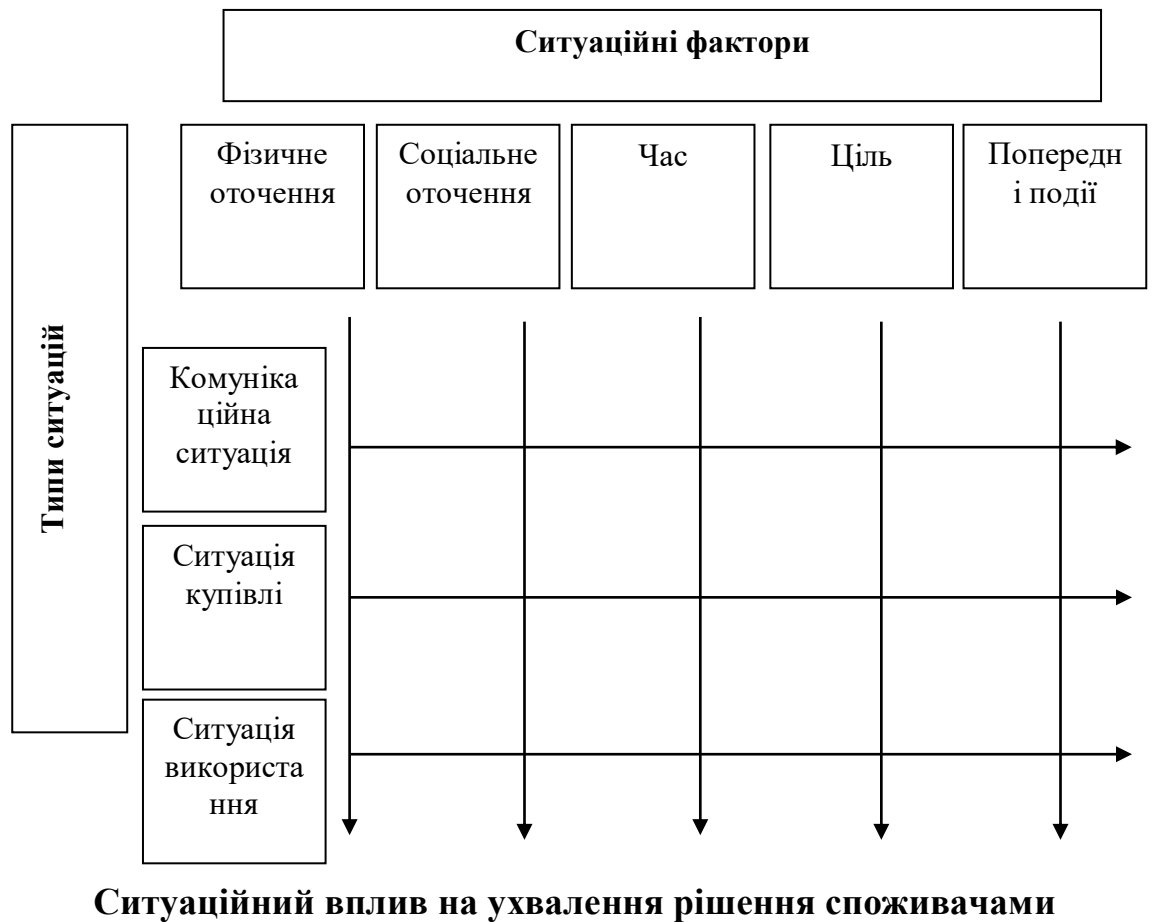 Ситуаційні фактори
Фізичне
оточення
Соціальне
оточення
Час
Ціль
Попередн
і події
Типи ситуацій
Комуніка
ційна
ситуація
Ситуація
купівлі
Ситуація
використа
ння
Ситуаційний вплив на ухвалення рішення споживачами